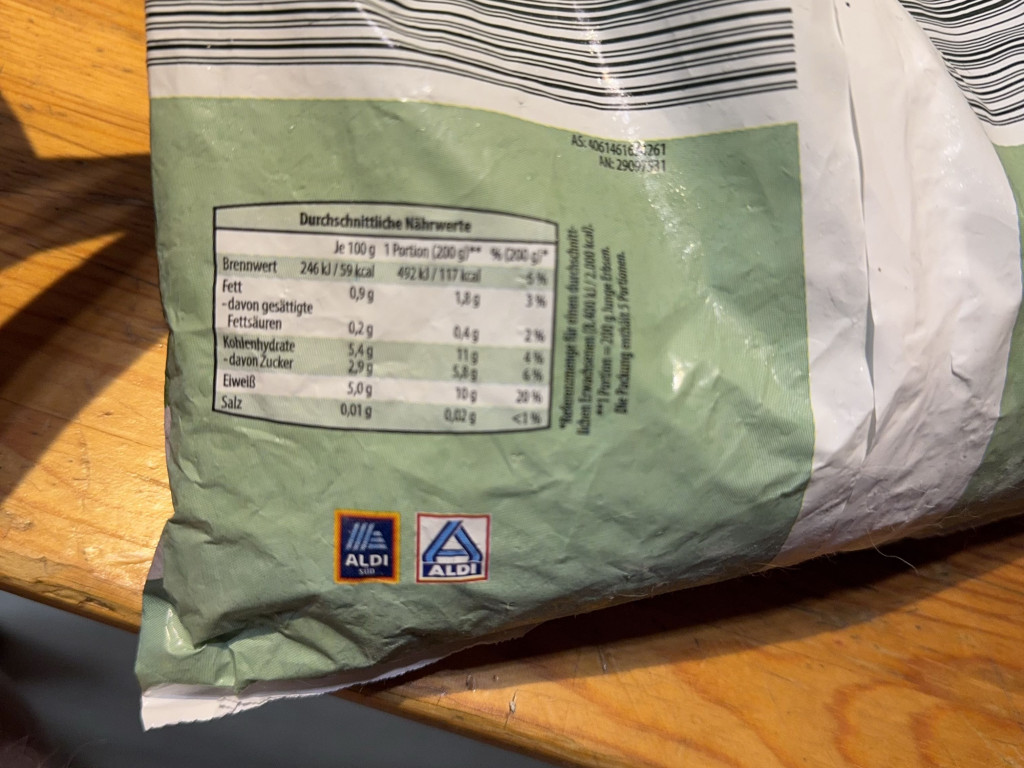 AN: 29097531
Durchschnittliche Nährwerte
Je 100 g 1 Portion (200 g)** % (200 g)*
Brennwert 246 kJ / 59 kcal 492 kJ / 117 kcal 6 %
Fett 0,9 g 1,8 g 3 %
- davon gesättigte
Fettsäuren 0,2 g 0,4 g 2 %
Kohlenhydrate 5,4 g 11 g 4 %
- davon Zucker 2,9 g 5,8 g 6 %
Eiweiß 5,0 g 10 g 20 %
Salz 0,01 g 0,02 g <1 %
*Referenzmenge für einen durchschnitt-
lichen Erwachsenen (8.400 kJ / 2.000 kcal).
**1 Portion = 200 g Junge Erbsen.
Die Packung enthält 5 Portionen.
ALDI
SÜD
ALDI